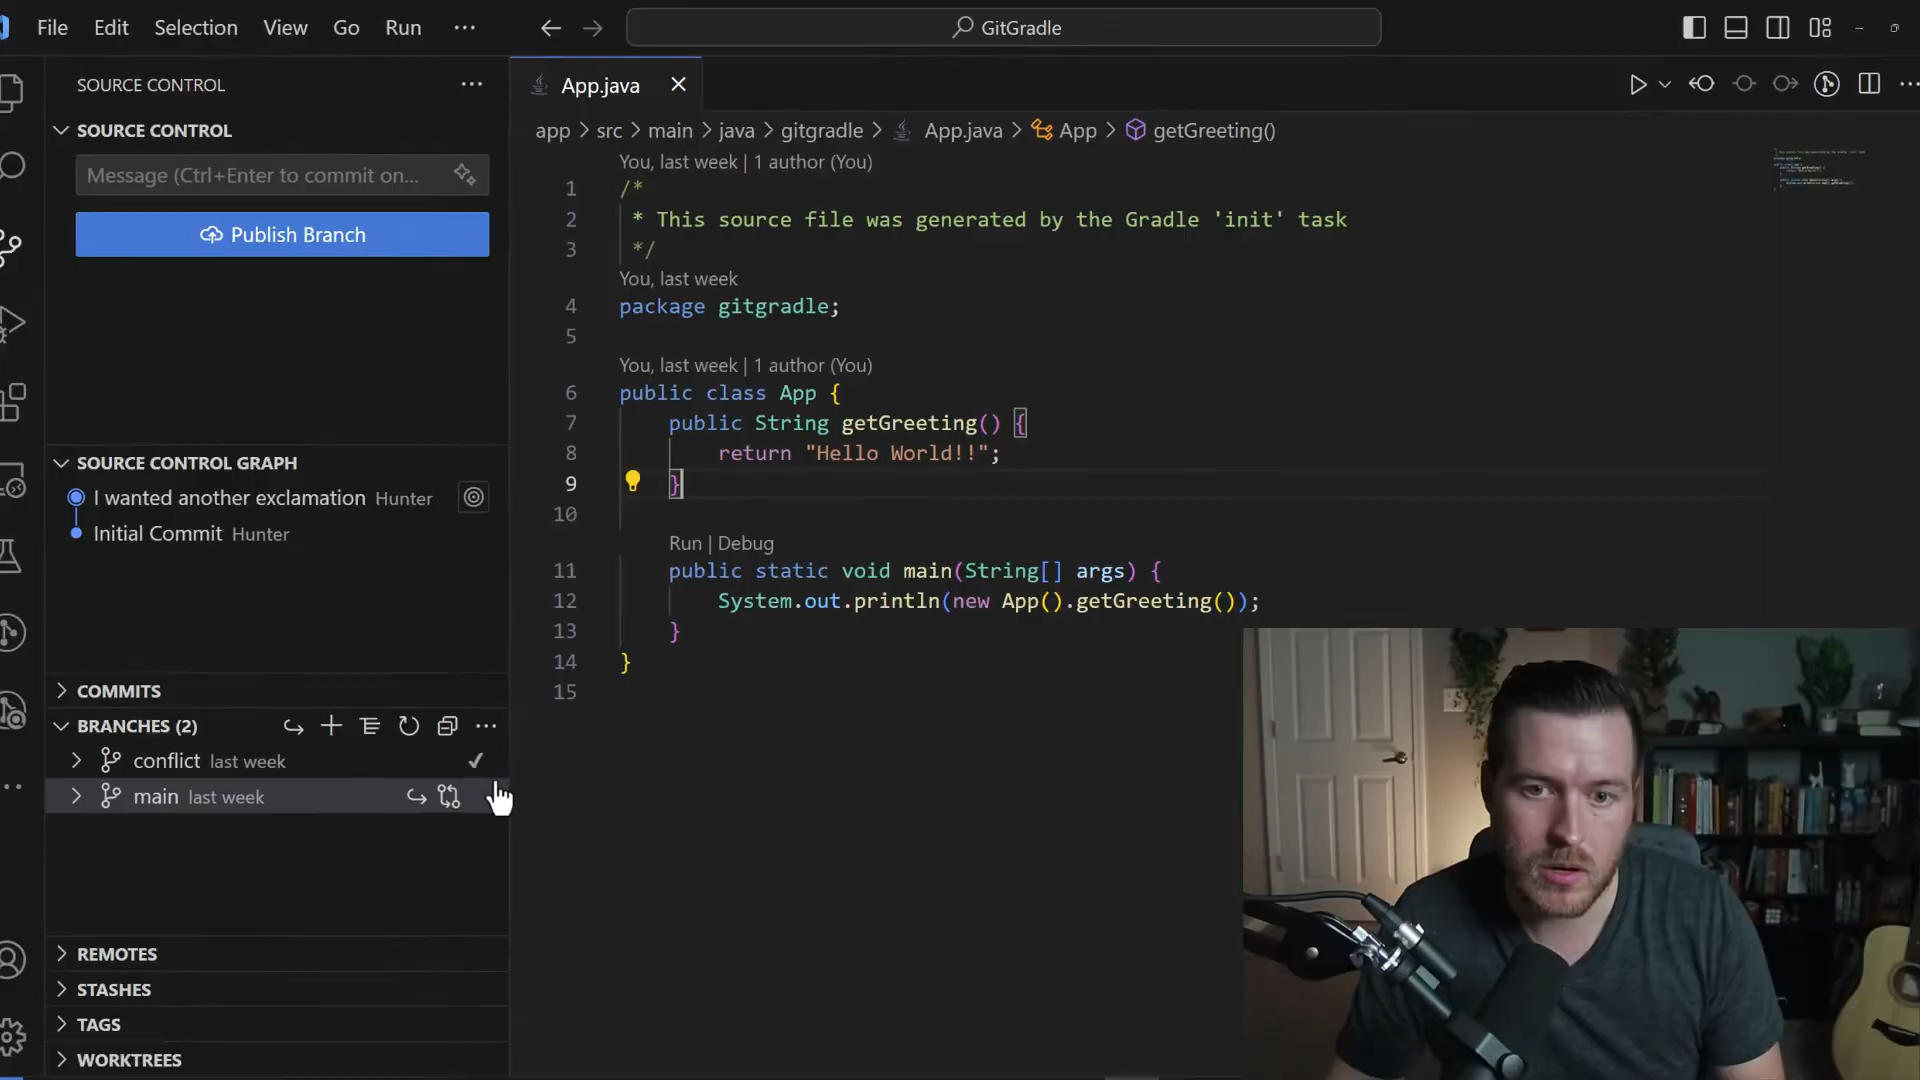 File Edit Selection View Go Run ...
GitGradle
SOURCE CONTROL
SOURCE CONTROL
Message (Ctrl+Enter to commit on...
Publish Branch
SOURCE CONTROL GRAPH
I wanted another exclamation Hunter
Initial Commit Hunter
COMMITS
BRANCHES (2)
conflict last week
main last week
REMOTES
STASHES
TAGS
WORKTREES
App.java
app > src > main > java > gitgradle > App.java > App > getGreeting()
You, last week | 1 author (You)
1 /*
2 * This source file was generated by the Gradle 'init' task
3 */
You, last week
4 package gitgradle;
5
You, last week | 1 author (You)
6 public class App {
7 public String getGreeting() {
8 return "Hello World!!";
9 }
10
Run | Debug
11 public static void main(String[] args) {
12 System.out.println(new App().getGreeting());
13 }
14 }
15